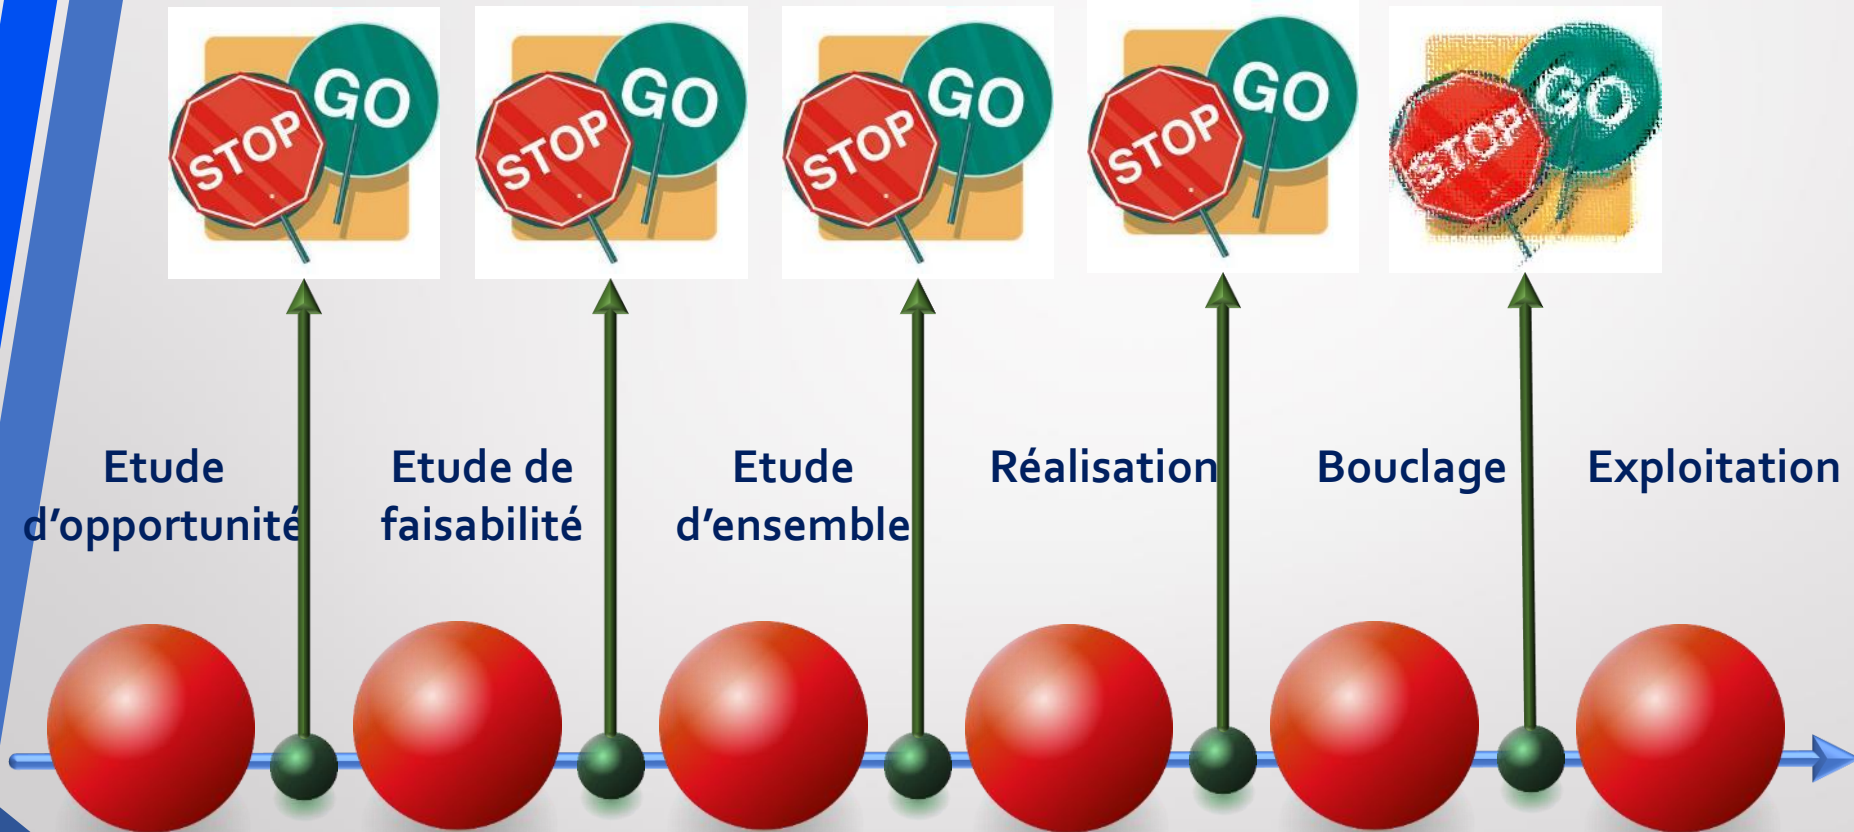 STOP GO
STOP GO
STOP GO
STOP GO
STOP GO
Etude
d’opportunité
Etude de
faisabilité
Etude
d’ensemble
Réalisation
Bouclage
Exploitation